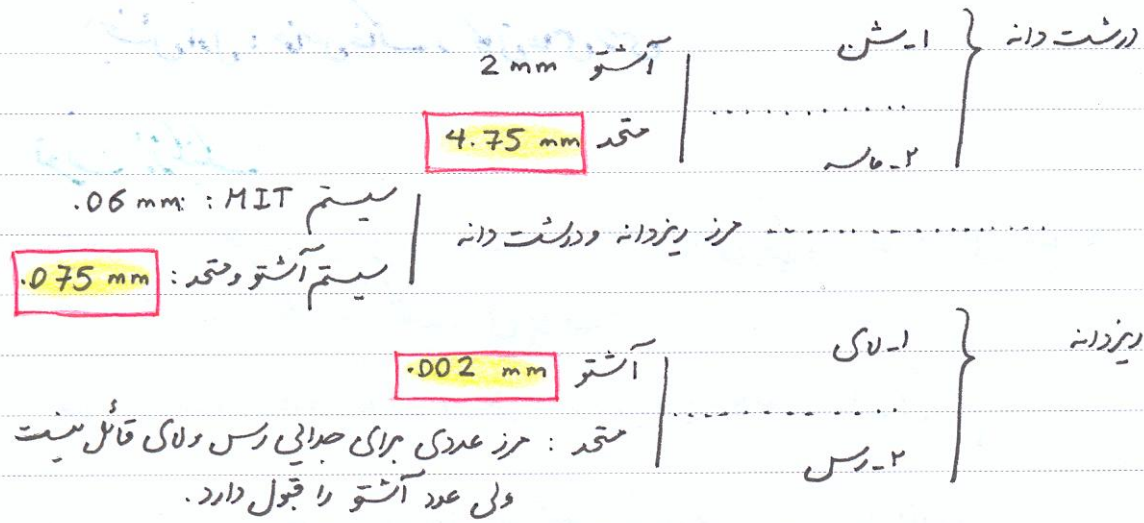 درشت دانه
۱- شن
آشتو 2 mm
متحد 4.75 mm
۲- ماسه
سیستم MIT : .06 mm
مرز ریزدانه و درشت دانه
سیستم آشتو و متحد : .075 mm
ریزدانه
۱- لای
آشتو .002 mm
متحد : مرز عددی برای جدایی رس و لای قائل نیست
ولی عدد آشتو را قبول دارد.
۲- رس